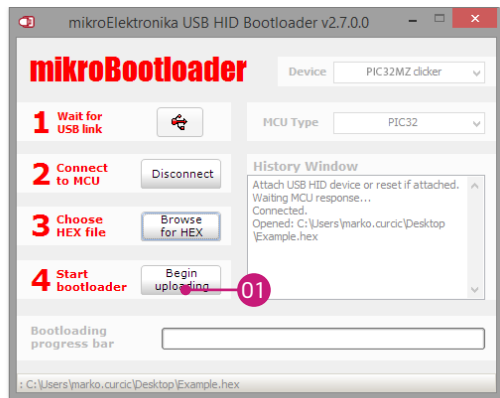 mikroElektronika USB HID Bootloader v2.7.0.0
mikroBootloader
Device PIC32MZ clicker
1 Wait for
USB link
MCU Type PIC32
2 Connect
to MCU
Disconnect
History Window
Attach USB HID device or reset if attached.
Waiting MCU response...
Connected.
Opened: C:\Users\marko.curcic\Desktop
\Example.hex
3 Choose
HEX file
Browse
for HEX
4 Start
bootloader
Begin
uploading
01
Bootloading
progress bar
: C:\Users\marko.curcic\Desktop\Example.hex